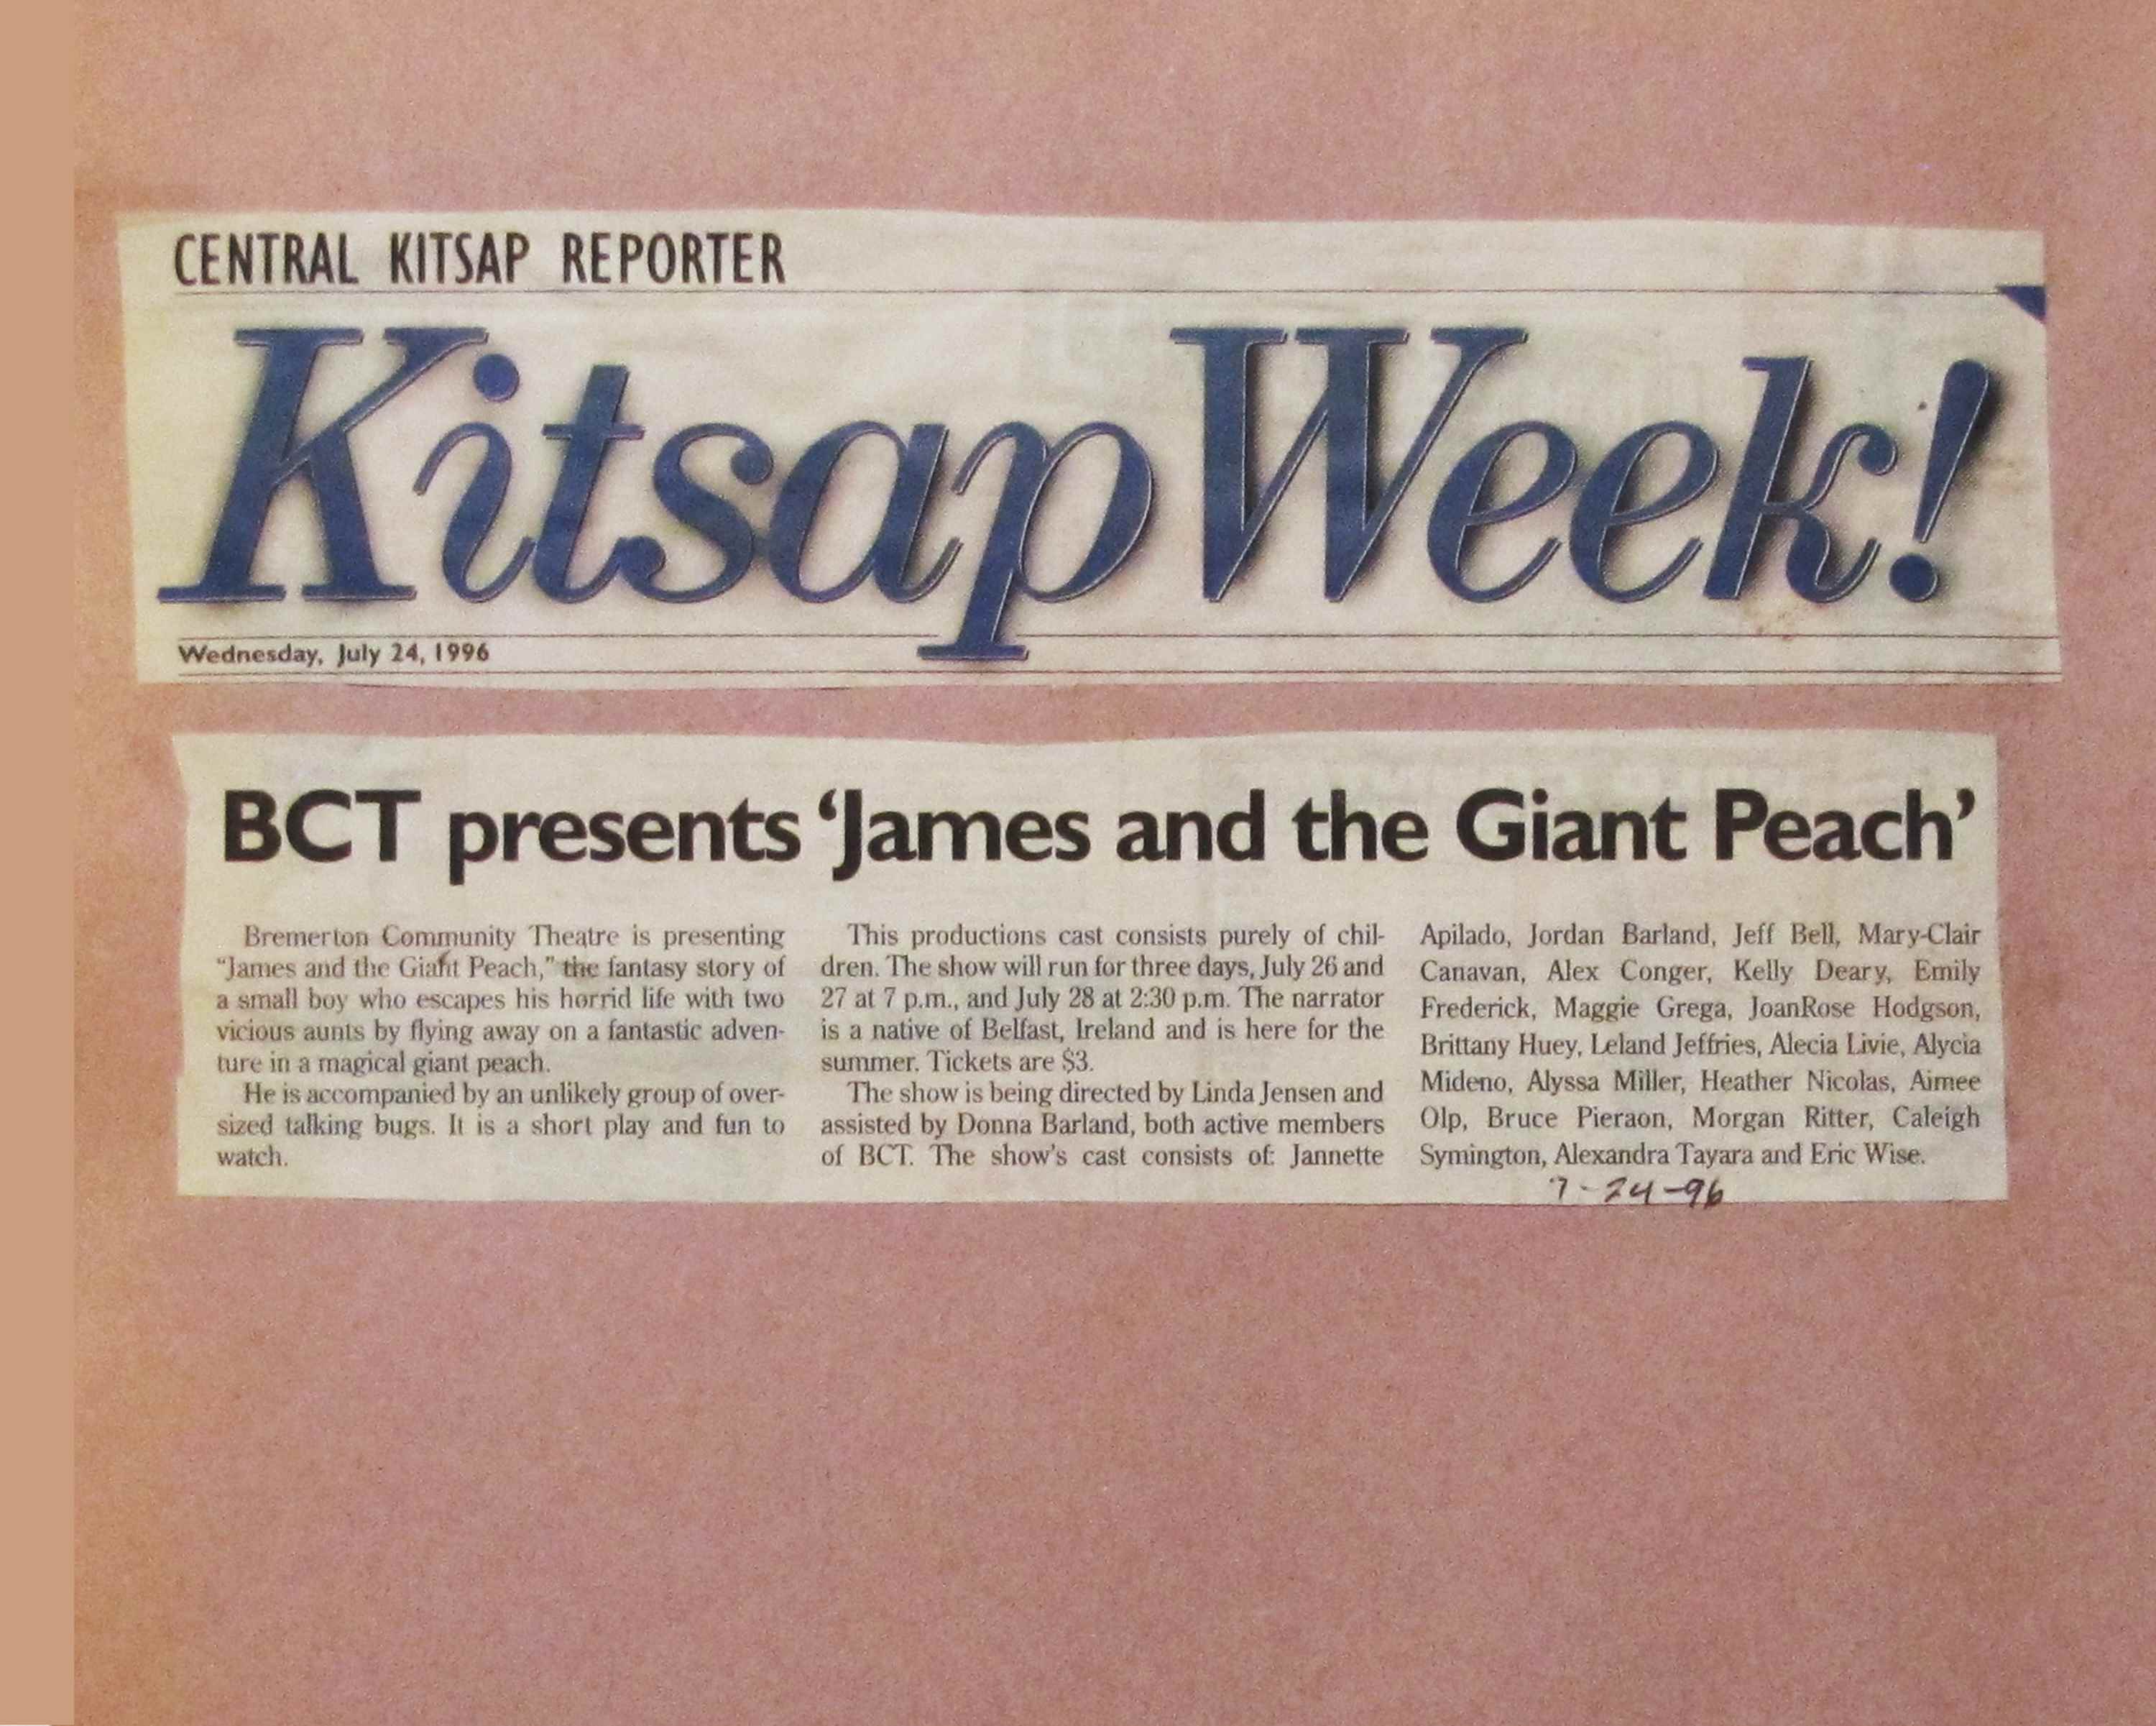 CENTRAL KITSAP REPORTER
Kitsap Week!
Wednesday, July 24, 1996
BCT presents ‘James and the Giant Peach’
Bremerton Community Theatre is presenting
“James and the Giant Peach,” the fantasy story of
a small boy who escapes his horrid life with two
vicious aunts by flying away on a fantastic adven-
ture in a magical giant peach.
He is accompanied by an unlikely group of over-
sized talking bugs. It is a short play and fun to
watch.
This productions cast consists purely of chil-
dren. The show will run for three days, July 26 and
27 at 7 p.m., and July 28 at 2:30 p.m. The narrator
is a native of Belfast, Ireland and is here for the
summer. Tickets are $3.
The show is being directed by Linda Jensen and
assisted by Donna Barland, both active members
of BCT. The show’s cast consists of: Jannette
Apilado, Jordan Barland, Jeff Bell, Mary-Clair
Canavan, Alex Conger, Kelly Deary, Emily
Frederick, Maggie Grega, JoanRose Hodgson,
Brittany Huey, Leland Jeffries, Alecia Livie, Alycia
Mideno, Alyssa Miller, Heather Nicolas, Aimee
Olp, Bruce Pieraon, Morgan Ritter, Caleigh
Symington, Alexandra Tayara and Eric Wise.
7-24-96